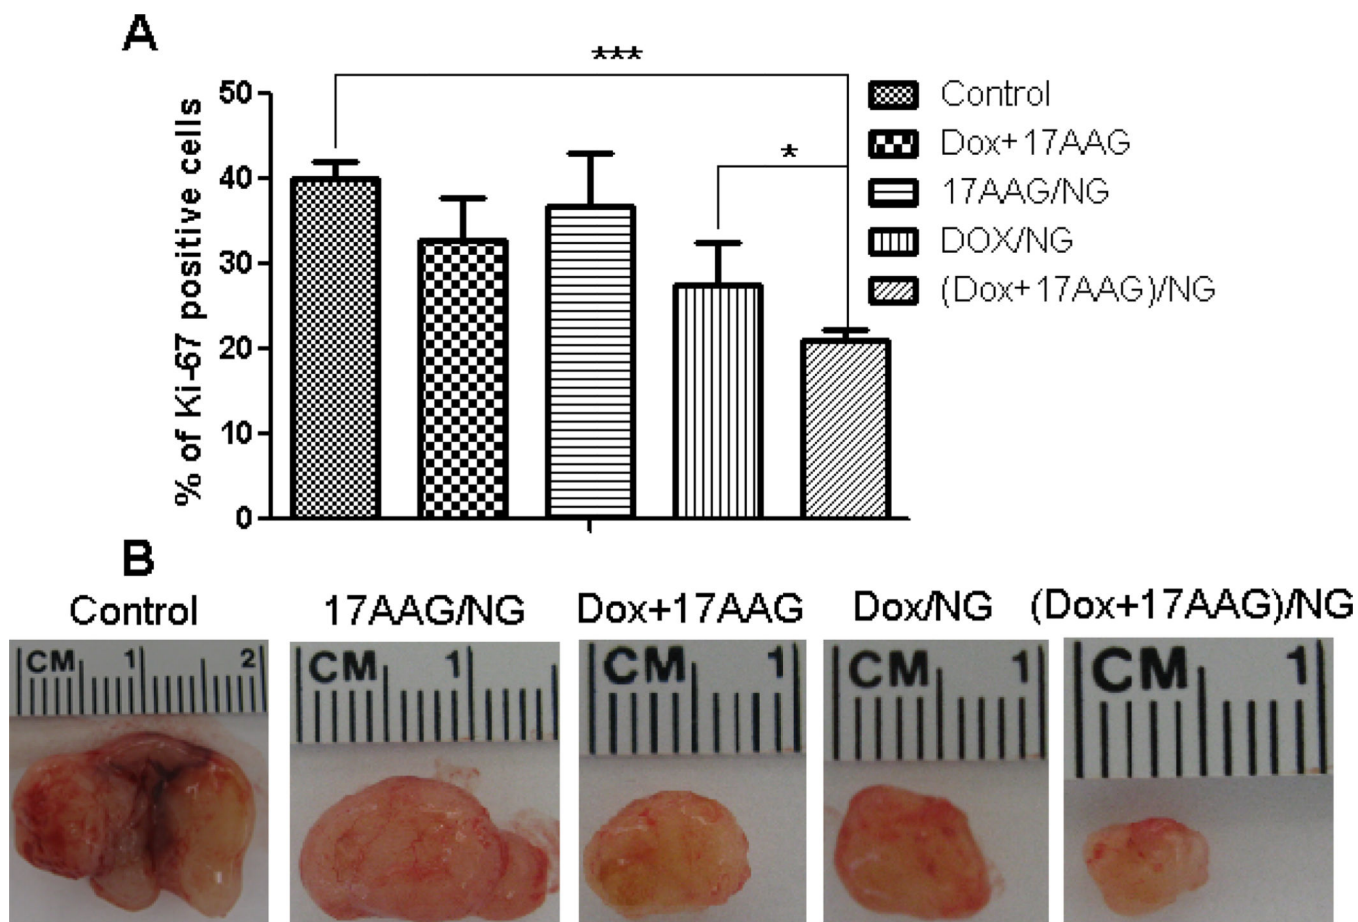 A
% of Ki-67 positive cells
50
40
30
20
10
0
***
*
Control
Dox+17AAG
17AAG/NG
DOX/NG
(Dox+17AAG)/NG
B
Control
17AAG/NG
Dox+17AAG
Dox/NG
(Dox+17AAG)/NG
CM 1 2
CM 1
CM 1
CM 1
CM 1